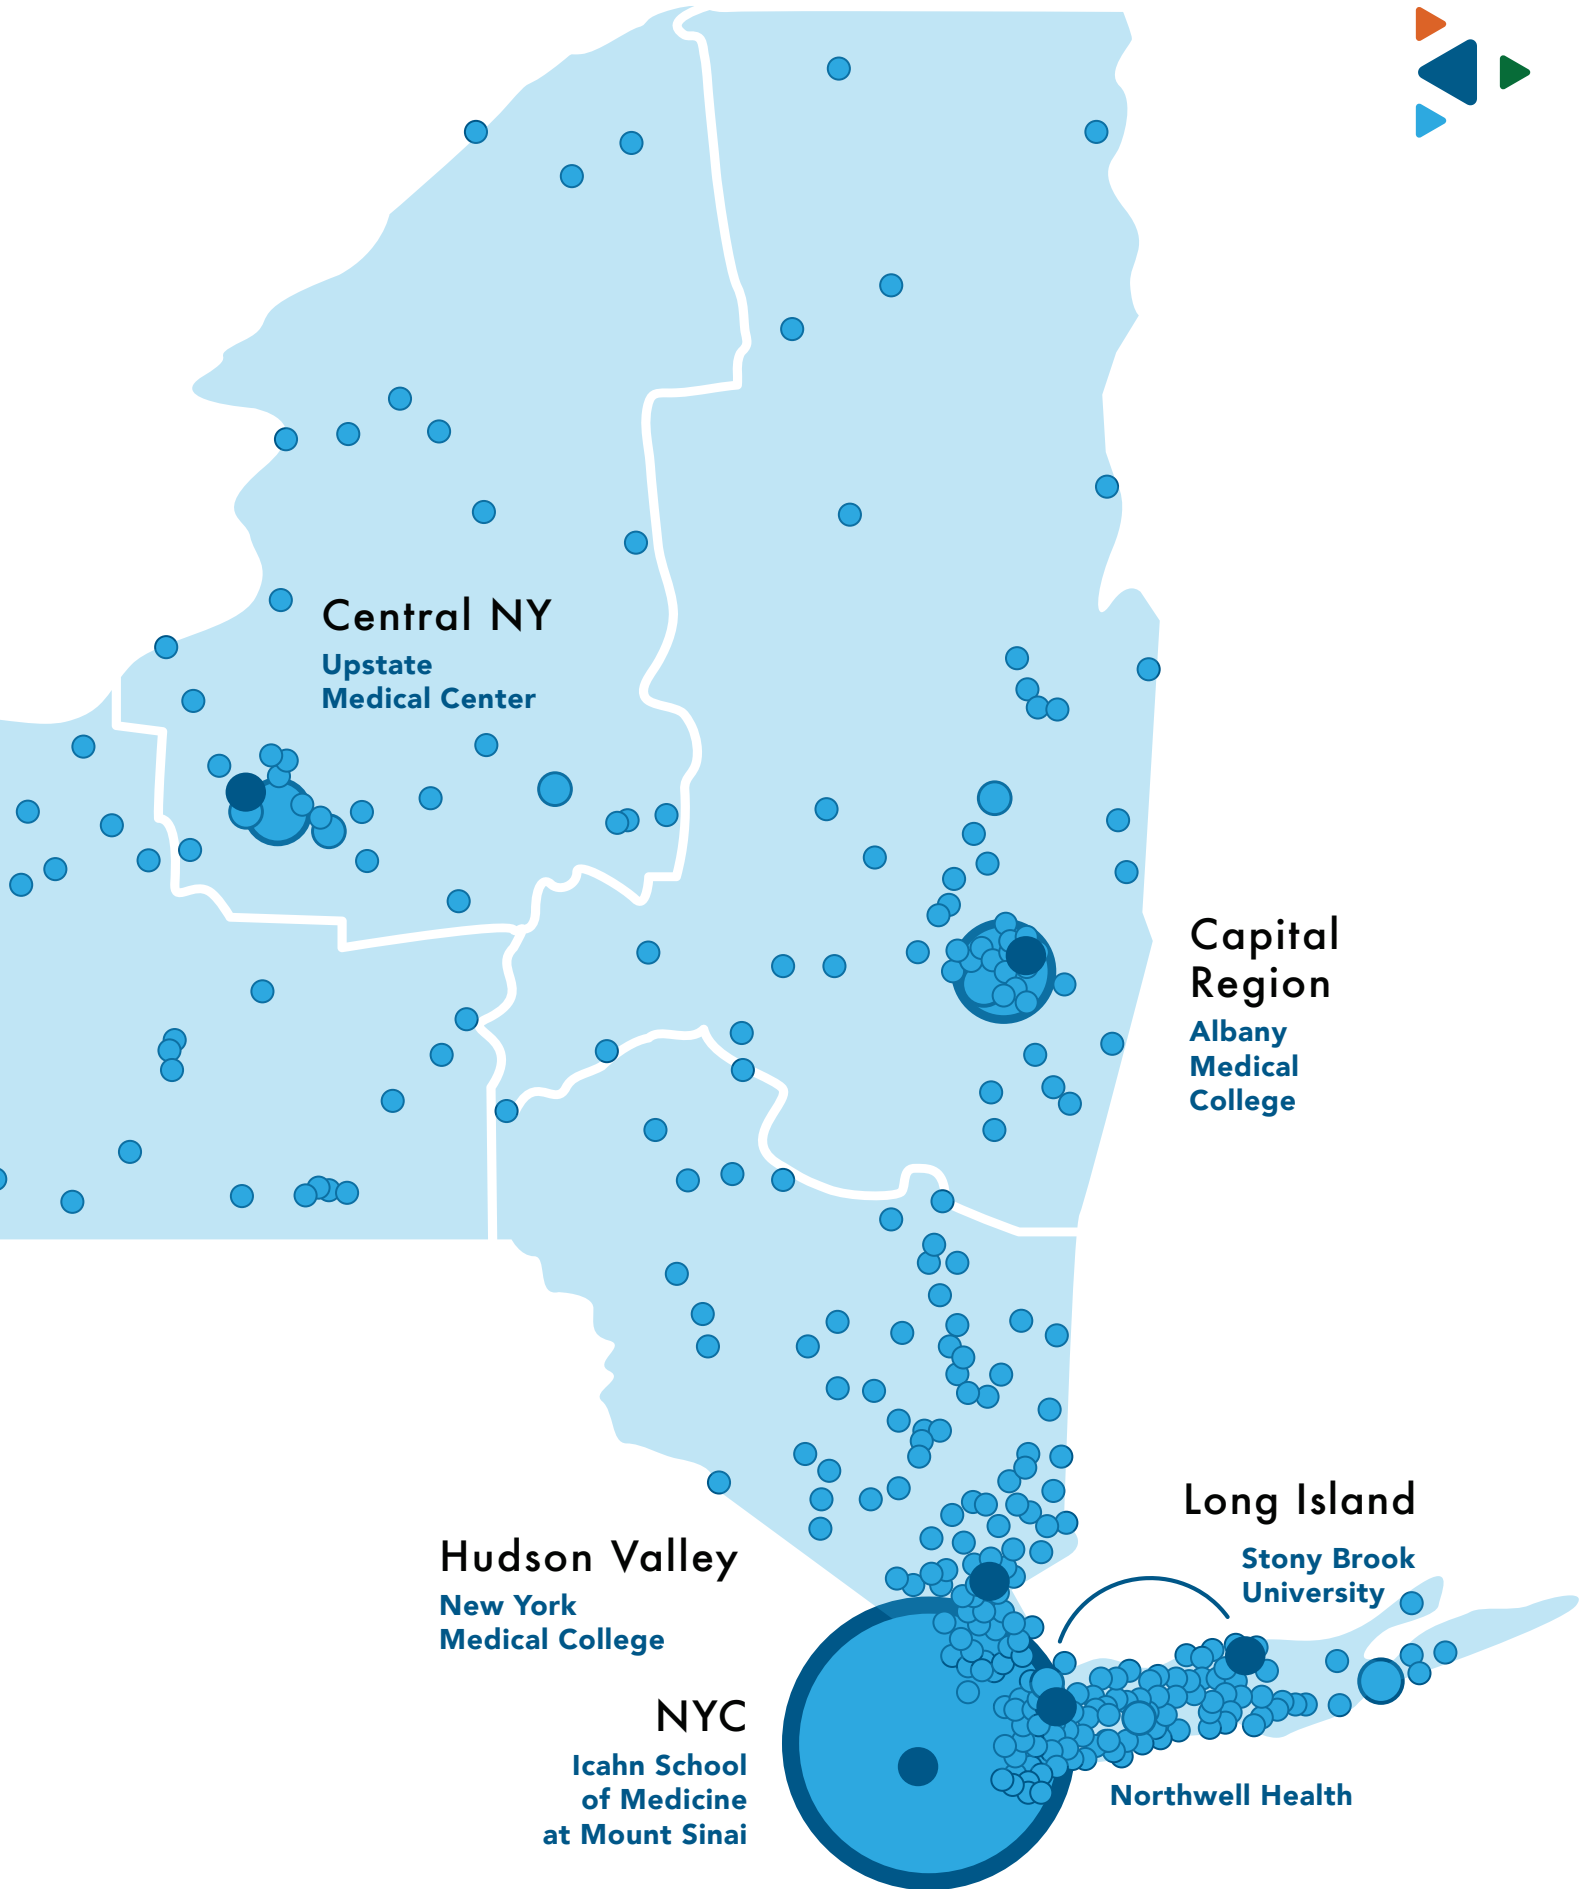 Central NY
Upstate
Medical Center
Capital
Region
Albany
Medical
College
Long Island
Stony Brook
University
Hudson Valley
New York
Medical College
NYC
Icahn School
of Medicine
at Mount Sinai
Northwell Health